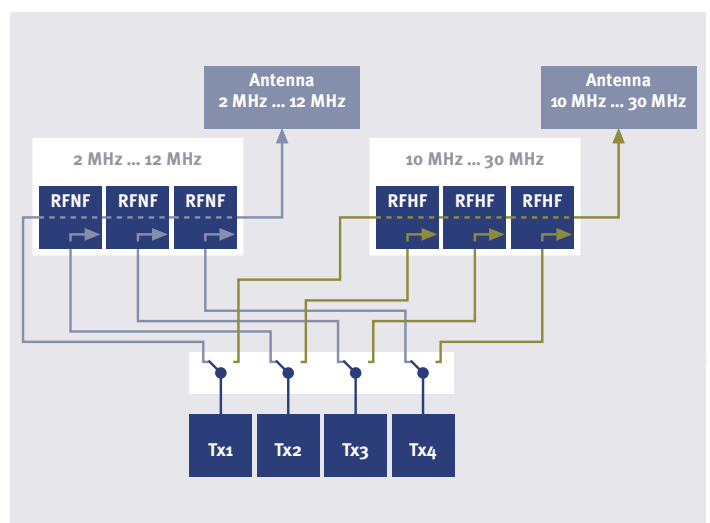 Antenna
2 MHz ... 12 MHz
Antenna
10 MHz ... 30 MHz
2 MHz ... 12 MHz
10 MHz ... 30 MHz
RFNF RFNF RFNF
RFHF RFHF RFHF
Tx1 Tx2 Tx3 Tx4